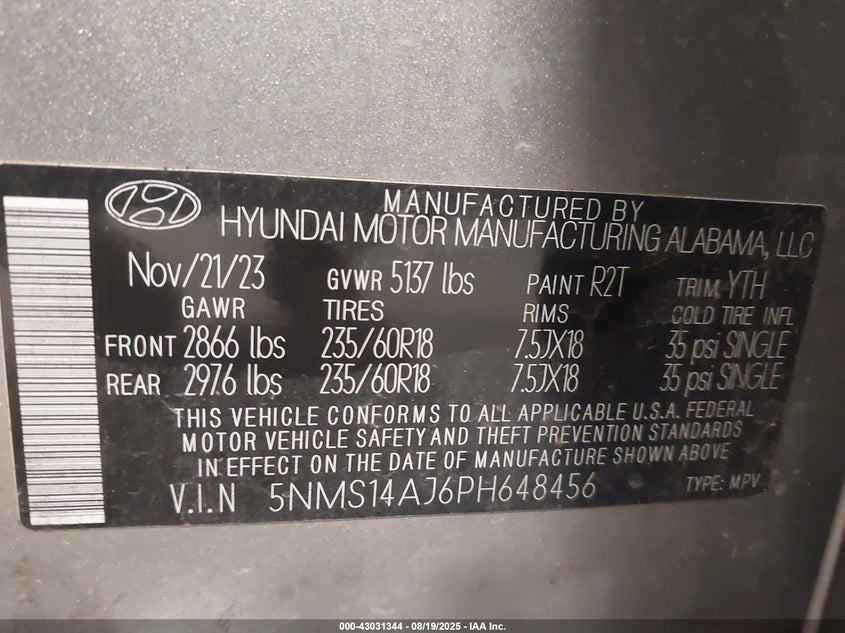 MANUFACTURED BY
HYUNDAI MOTOR MANUFACTURING ALABAMA, LLC
Nov/21/23 GVWR 5137 lbs PAINT R2T TRIM YTH
GAWR TIRES RIMS COLD TIRE INFL
FRONT 2866 lbs 235/60R18 7.5JX18 35 psi SINGLE
REAR 2976 lbs 235/60R18 7.5JX18 35 psi SINGLE
THIS VEHICLE CONFORMS TO ALL APPLICABLE U.S.A. FEDERAL
MOTOR VEHICLE SAFETY AND THEFT PREVENTION STANDARDS
IN EFFECT ON THE DATE OF MANUFACTURE SHOWN ABOVE
V.I.N 5NMS14AJ6PH648456 TYPE: MPV
000-43031344 - 08/19/2025 - IAA Inc.